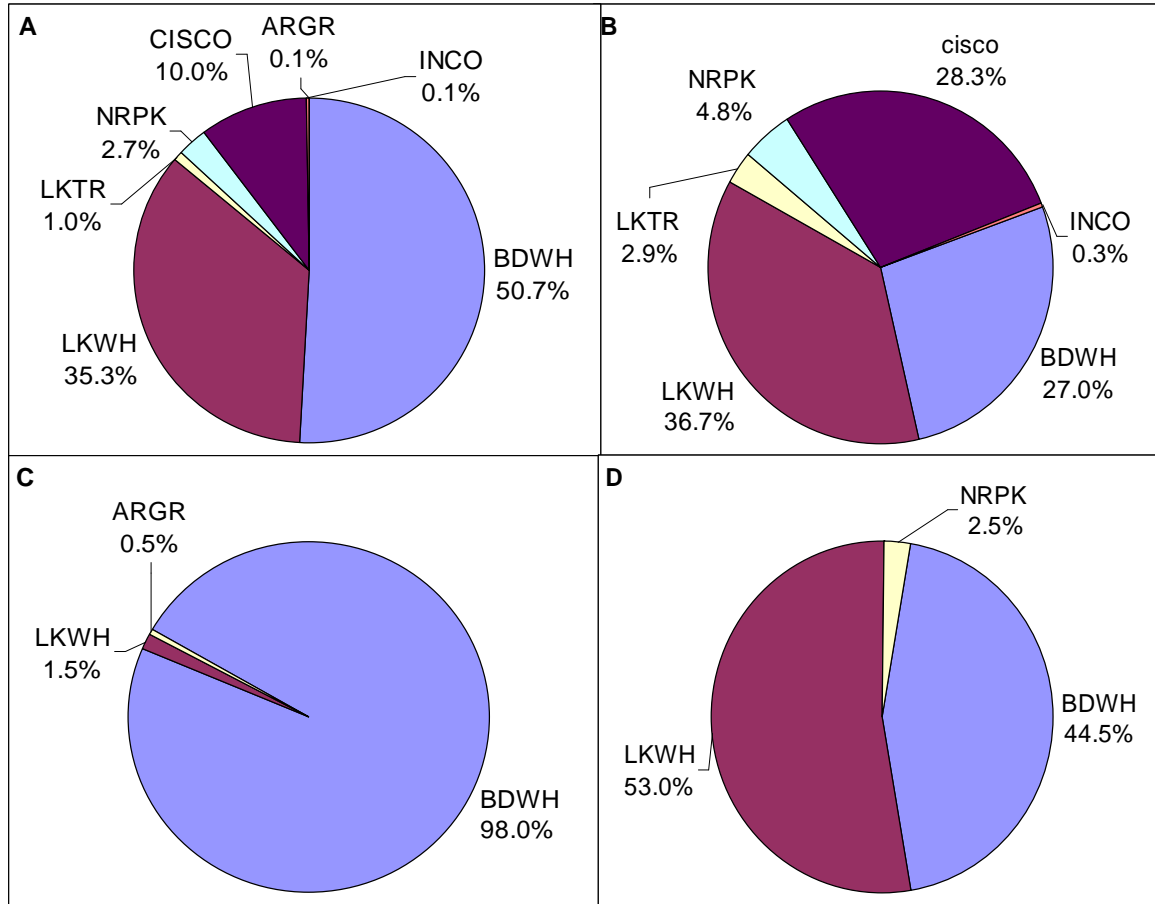 A
CISCO
10.0%
ARGR
0.1%
INCO
0.1%
NRPK
2.7%
LKTR
1.0%
BDWH
50.7%
LKWH
35.3%
B
cisco
28.3%
NRPK
4.8%
LKTR
2.9%
INCO
0.3%
BDWH
27.0%
LKWH
36.7%
C
ARGR
0.5%
LKWH
1.5%
BDWH
98.0%
D
NRPK
2.5%
BDWH
44.5%
LKWH
53.0%